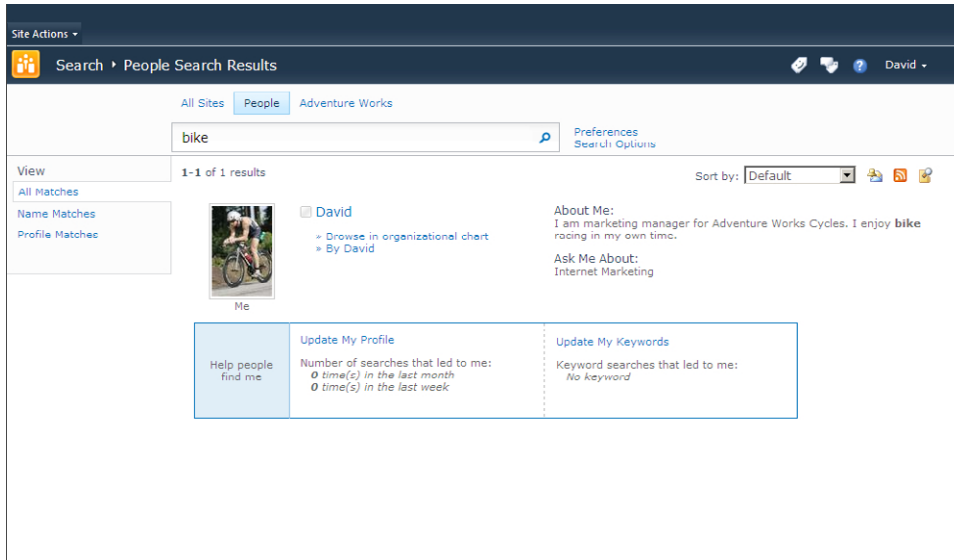 Site Actions
Search ▸ People Search Results
David
All Sites People Adventure Works
bike
Preferences
Search Options
View
All Matches
Name Matches
Profile Matches
1-1 of 1 results
Sort by: Default
David
» Browse in organizational chart
» By David
Me
About Me:
I am marketing manager for Adventure Works Cycles. I enjoy bike
racing in my own time.
Ask Me About:
Internet Marketing
Help people
find me
Update My Profile
Number of searches that led to me:
0 time(s) in the last month
0 time(s) in the last week
Update My Keywords
Keyword searches that led to me:
No keyword